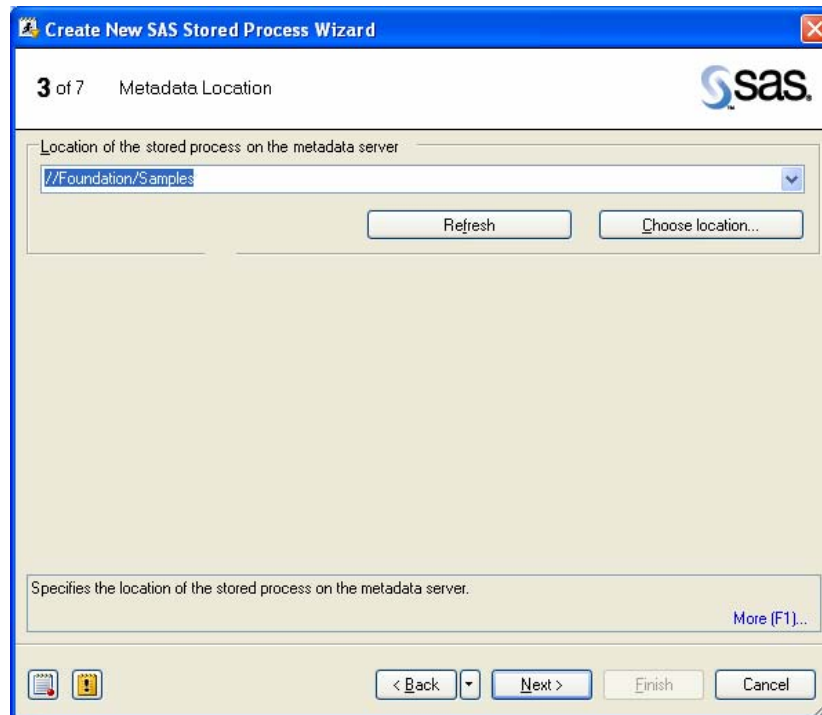 Create New SAS Stored Process Wizard
3 of 7 Metadata Location
sas.
Location of the stored process on the metadata server
//Foundation/Samples
Refresh
Choose location...
Specifies the location of the stored process on the metadata server.
More (F1)...
< Back
Next >
Finish
Cancel